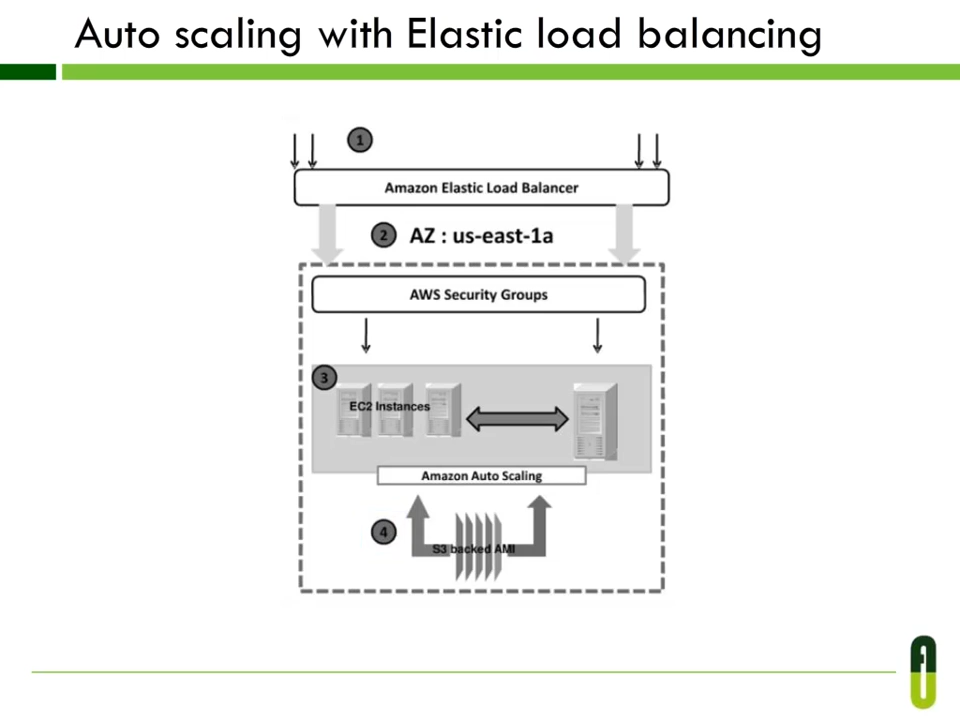 Auto scaling with Elastic load balancing
1
Amazon Elastic Load Balancer
2 AZ : us-east-1a
AWS Security Groups
3
EC2 Instances
Amazon Auto Scaling
4
S3 backed AMI